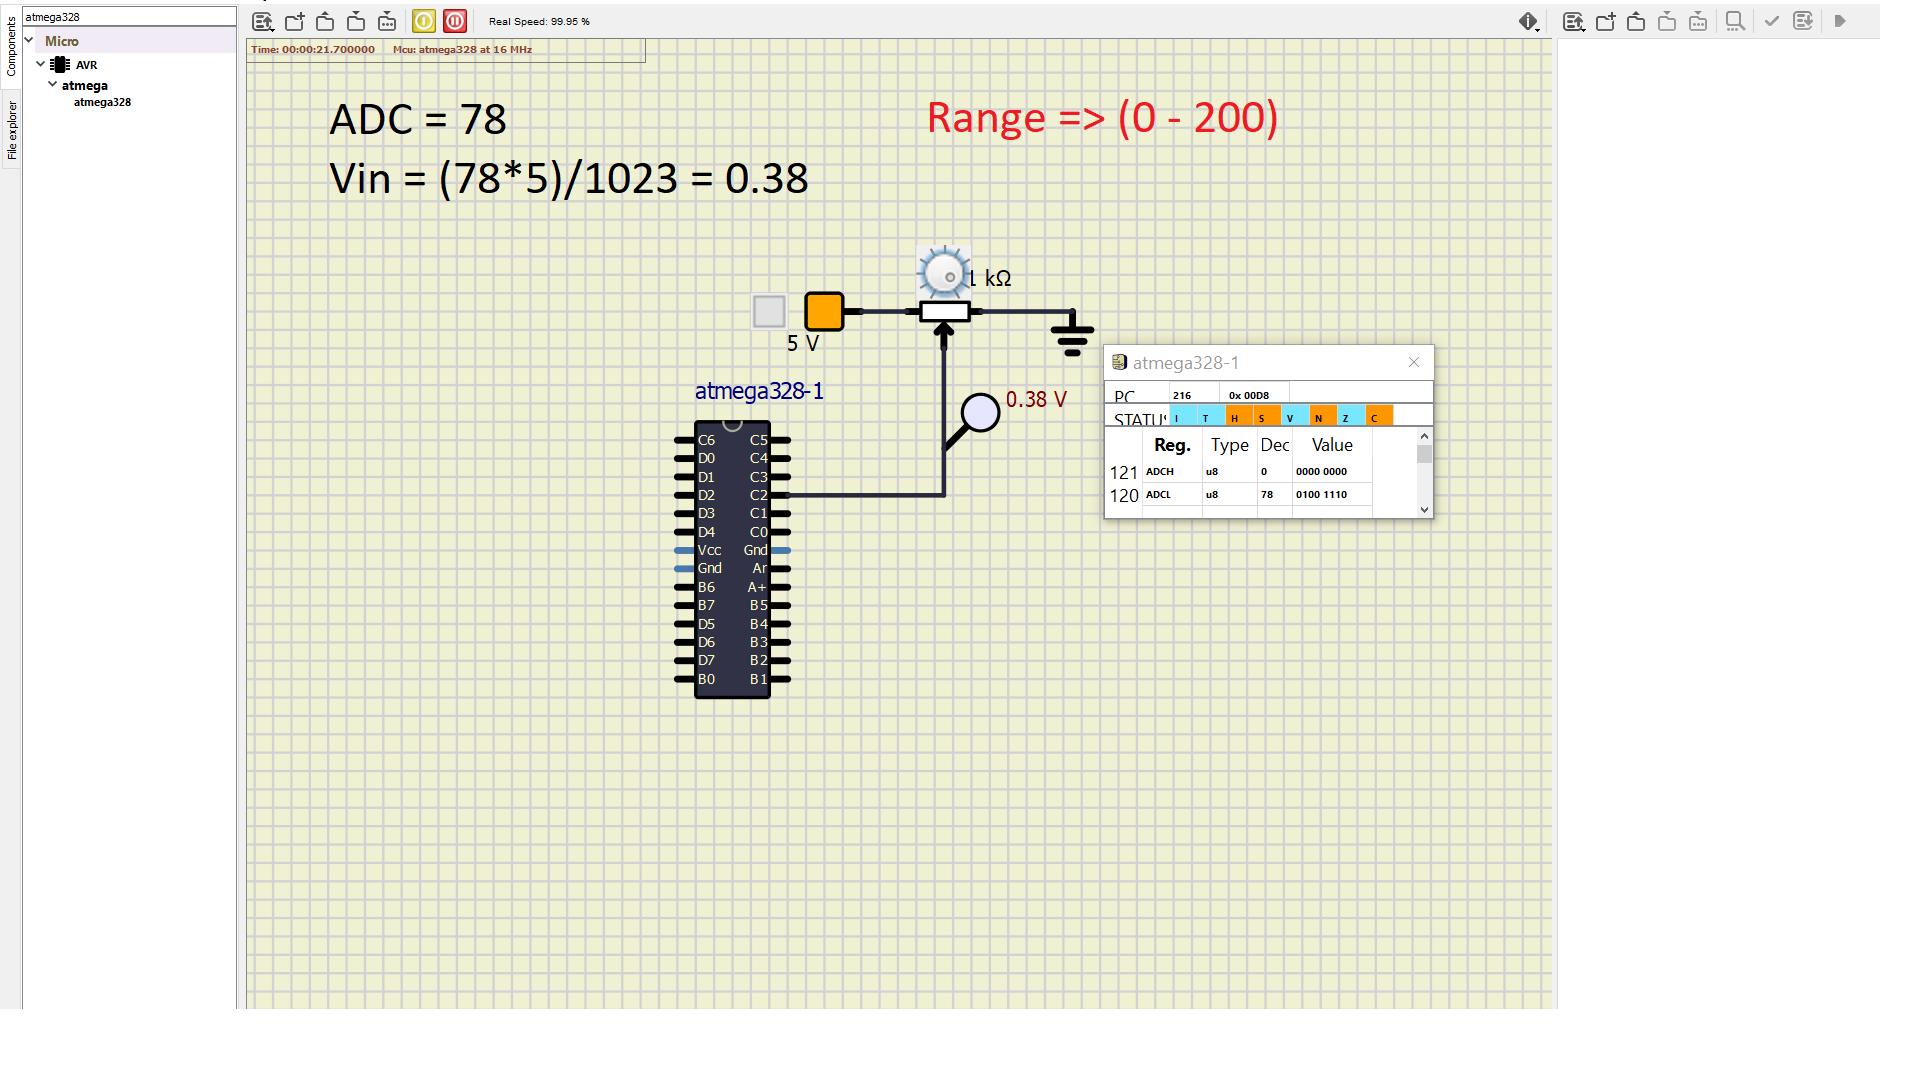 atmega328
Components
File explorer
Micro
AVR
atmega
atmega328
Real Speed: 99.95 %
Time: 00:00:21.700000 Mcu: atmega328 at 16 MHz
ADC = 78
Vin = (78*5)/1023 = 0.38
Range => (0 - 200)
1 kΩ
5 V
0.38 V
atmega328-1
C6 C5
D0 C4
D1 C3
D2 C2
D3 C1
D4 C0
Vcc Gnd
Gnd Ar
B6 A+
B7 B5
D5 B4
D6 B3
D7 B2
B0 B1
atmega328-1
PC 216 0x 00D8
STATU I T H S V N Z C
Reg. Type Dec Value
121 ADCH u8 0 0000 0000
120 ADCL u8 78 0100 1110